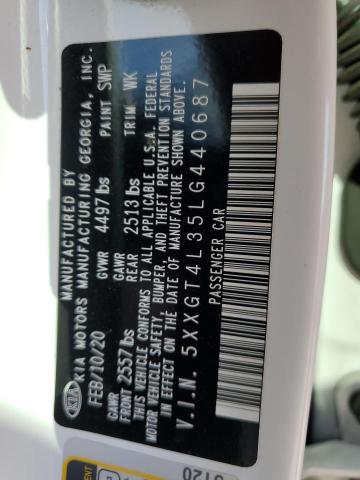 MANUFACTURED BY
KIA MOTORS MANUFACTURING GEORGIA, INC.
KIA
FEB/10/20 GVWR 4497 lbs PAINT SWP
GAWR FRONT 2557 lbs GAWR REAR 2513 lbs TRIM WK
THIS VEHICLE CONFORMS TO ALL APPLICABLE U.S.A. FEDERAL
MOTOR VEHICLE SAFETY, BUMPER, AND THEFT PREVENTION STANDARDS
IN EFFECT ON THE DATE OF MANUFACTURE SHOWN ABOVE.
V.I.N. 5XXGT4L35LG440687
PASSENGER CAR